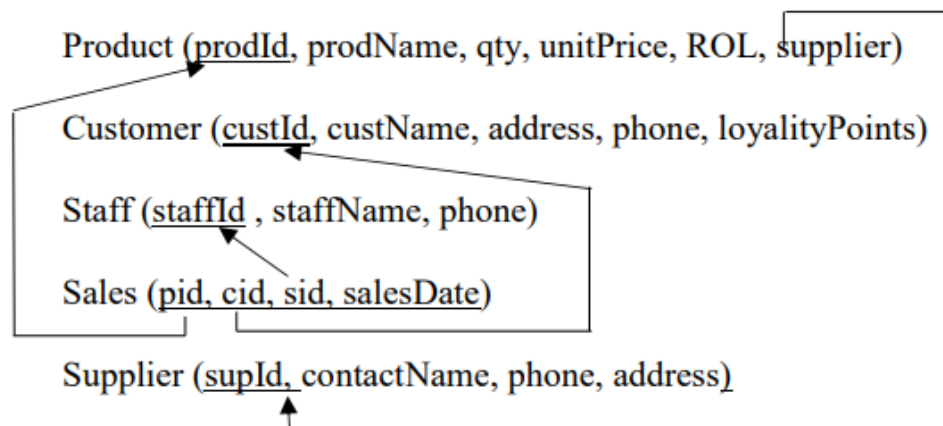 Product (prodId, prodName, qty, unitPrice, ROL, supplier)
Customer (custId, custName, address, phone, loyalityPoints)
Staff (staffId , staffName, phone)
Sales (pid, cid, sid, salesDate)
Supplier (supId, contactName, phone, address)